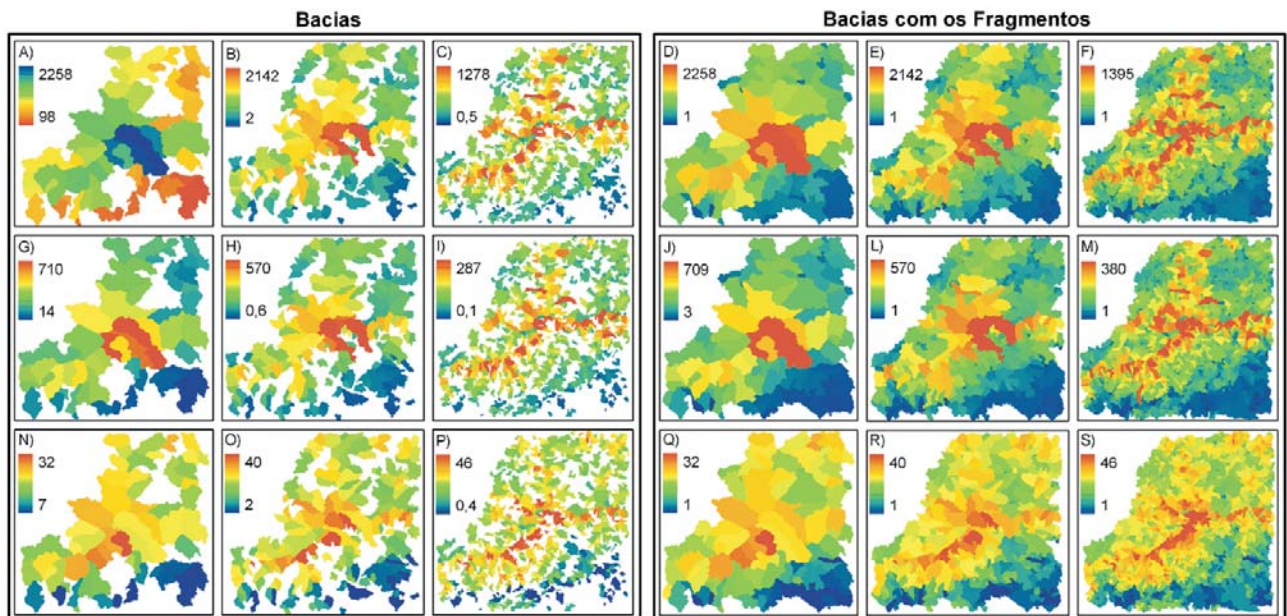 Bacias
Bacias com os Fragmentos
A)
2258
98
B)
2142
2
C)
1278
0,5
D)
2258
1
E)
2142
1
F)
1395
1
G)
710
14
H)
570
0,6
I)
287
0,1
J)
709
3
L)
570
1
M)
380
1
N)
32
7
O)
40
2
P)
46
0,4
Q)
32
1
R)
40
1
S)
46
1